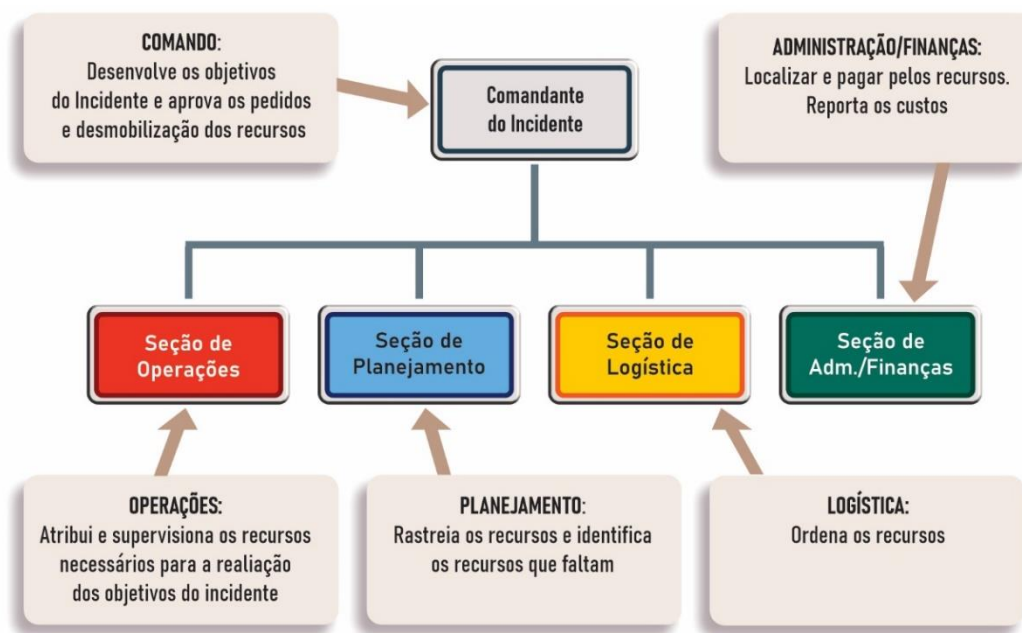 COMANDO:
Desenvolve os objetivos
do Incidente e aprova os pedidos
e desmobilização dos recursos
Comandante
do Incidente
ADMINISTRAÇÃO/FINANÇAS:
Localizar e pagar pelos recursos.
Reporta os custos
Seção de
Operações
Seção de
Planejamento
Seção de
Logística
Seção de
Adm./Finanças
OPERAÇÕES:
Atribui e supervisiona os recursos
necessários para a realiação
dos objetivos do incidente
PLANEJAMENTO:
Rastreia os recursos e identifica
os recursos que faltam
LOGÍSTICA:
Ordena os recursos